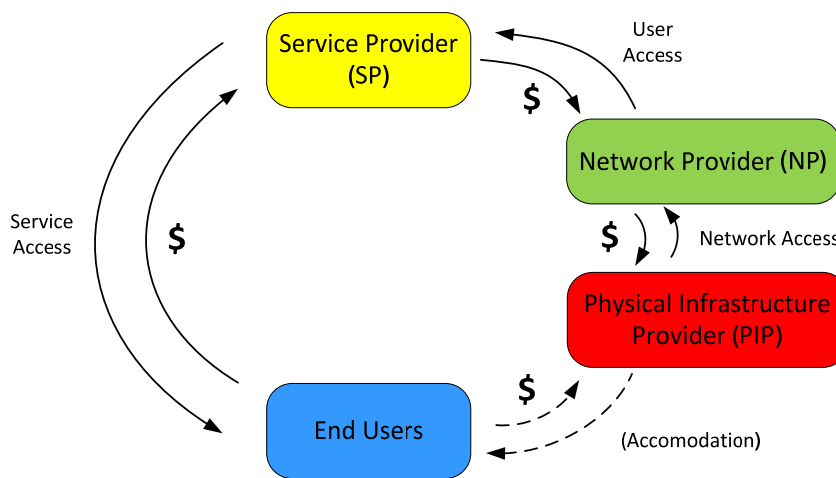 Service Provider
(SP)
User
Access
$
Network Provider (NP)
Service
Access
$
$
Network Access
Physical Infrastructure
Provider (PIP)
$
End Users
(Accomodation)